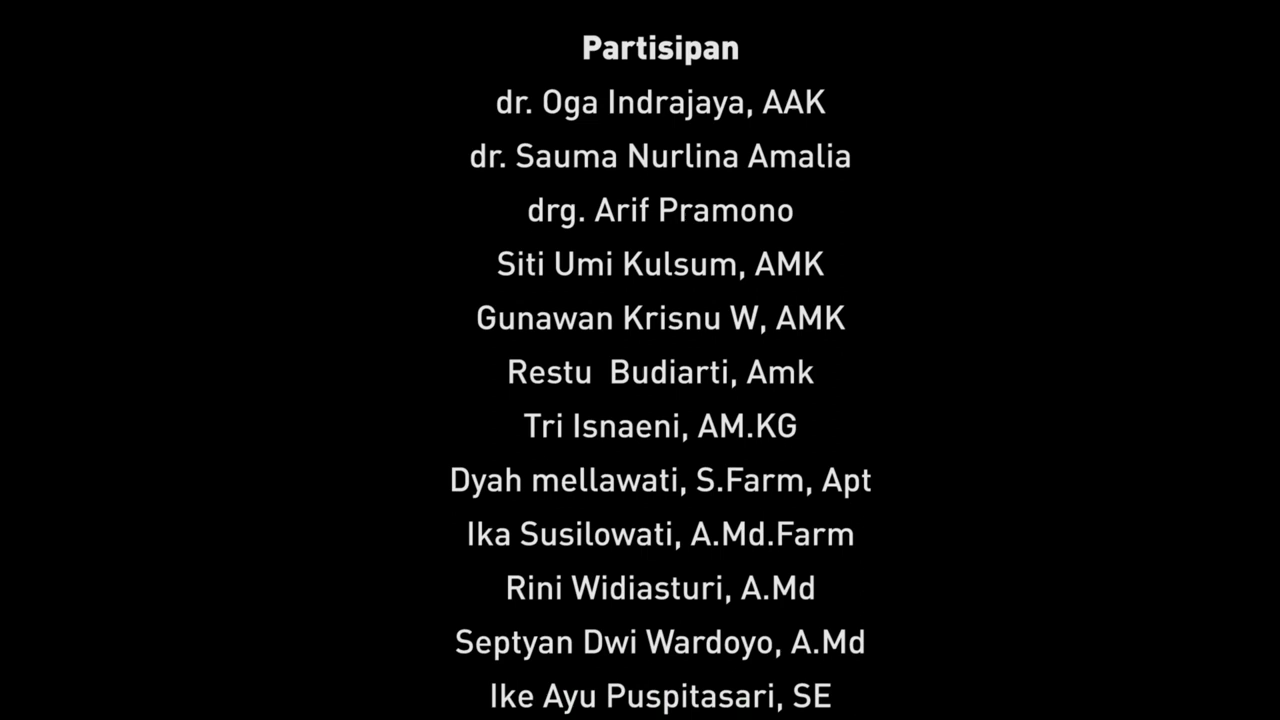 Partisipan
dr. Oga Indrajaya, AAK
dr. Sauma Nurlina Amalia
drg. Arif Pramono
Siti Umi Kulsum, AMK
Gunawan Krisnu W, AMK
Restu  Budiarti, Amk
Tri Isnaeni, AM.KG
Dyah mellawati, S.Farm, Apt
Ika Susilowati, A.Md.Farm
Rini Widiasturi, A.Md
Septyan Dwi Wardoyo, A.Md
Ike Ayu Puspitasari, SE